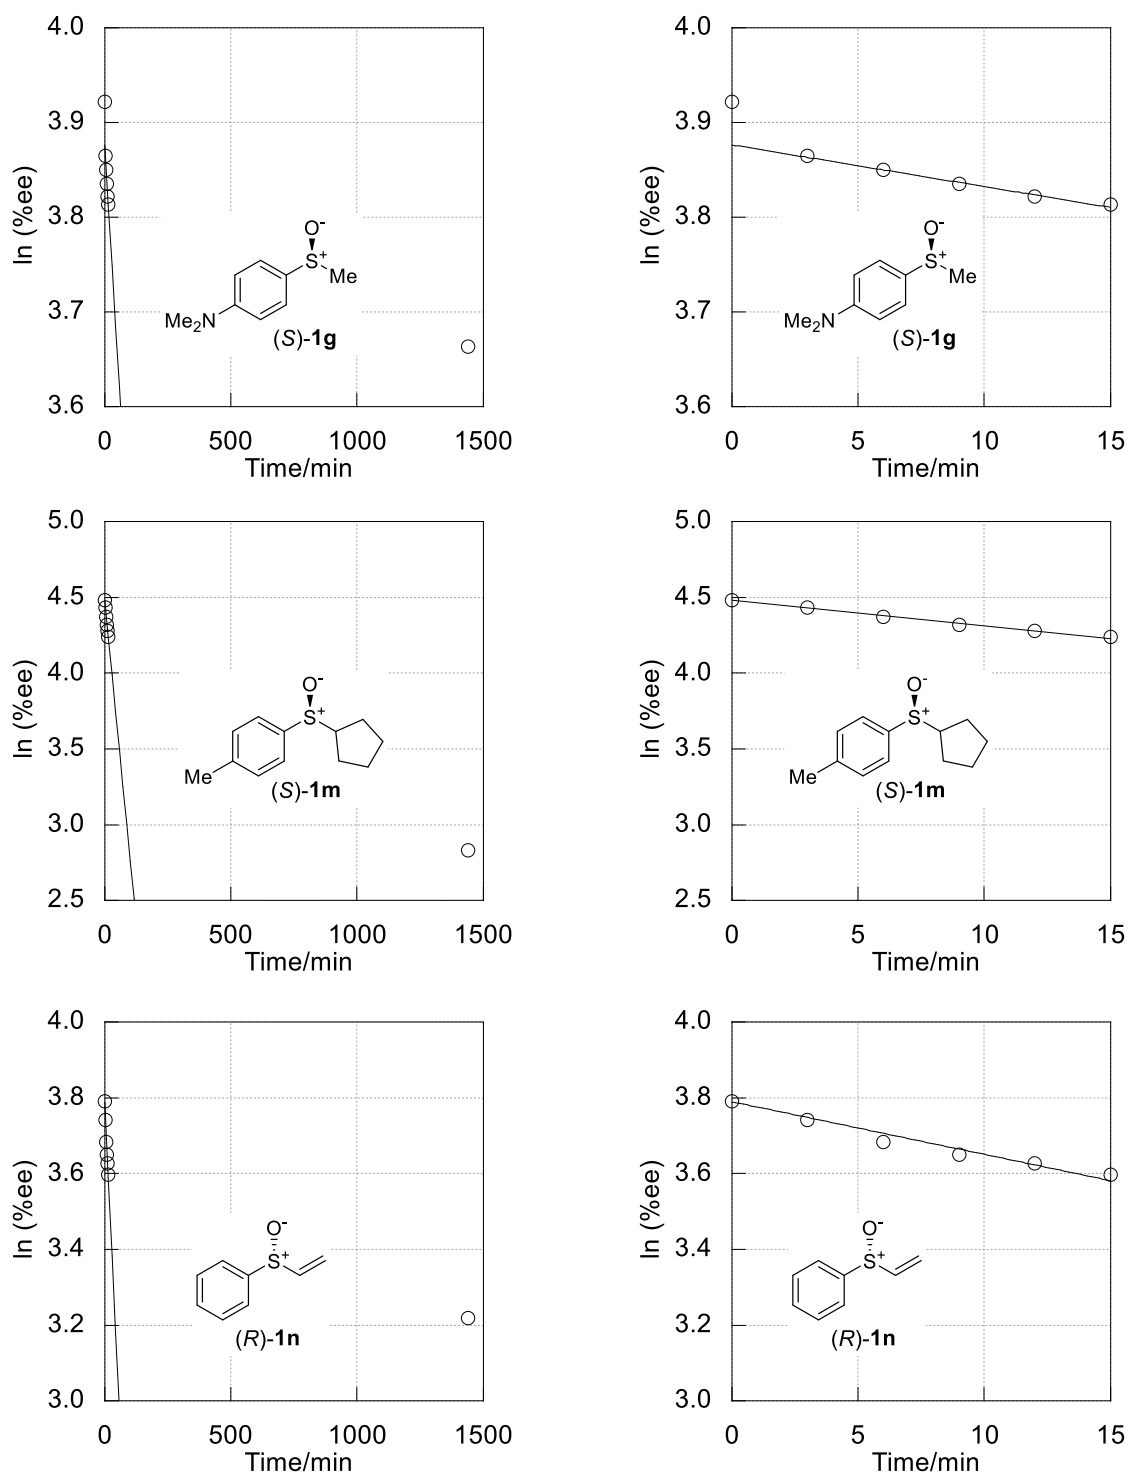 4.0
3.9
3.8
3.7
3.6
ln (%ee)
O-
S+
Me
Me2N
(S)-1g
0 500 1000 1500
Time/min
4.0
3.9
3.8
3.7
3.6
ln (%ee)
O-
S+
Me
Me2N
(S)-1g
0 5 10 15
Time/min
5.0
4.5
4.0
3.5
3.0
2.5
ln (%ee)
O-
S+
Me
(S)-1m
0 500 1000 1500
Time/min
5.0
4.5
4.0
3.5
3.0
2.5
ln (%ee)
O-
S+
Me
(S)-1m
0 5 10 15
Time/min
4.0
3.8
3.6
3.4
3.2
3.0
ln (%ee)
O-
S+
(R)-1n
0 500 1000 1500
Time/min
4.0
3.8
3.6
3.4
3.2
3.0
ln (%ee)
O-
S+
(R)-1n
0 5 10 15
Time/min